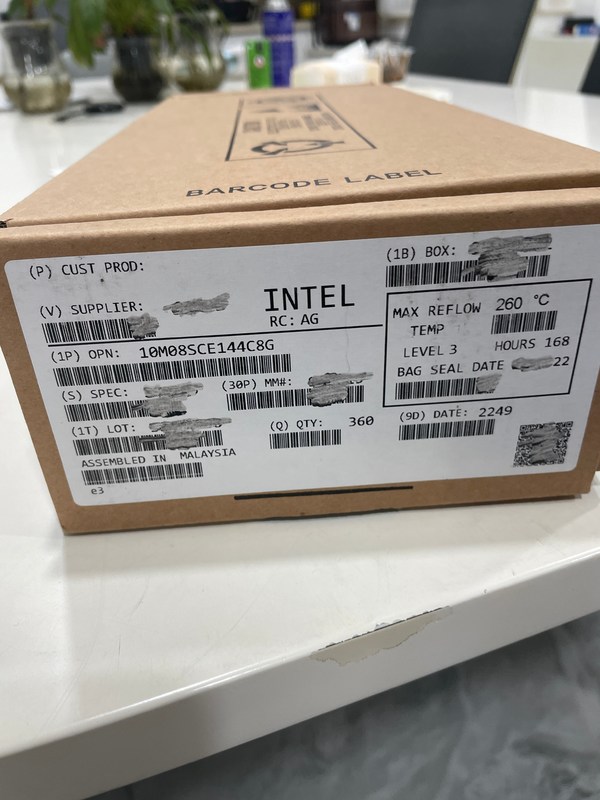 BARCODE LABEL
(P) CUST PROD:
(1B) BOX:
(V) SUPPLIER:
INTEL
RC: AG
MAX REFLOW 260 °C
TEMP
LEVEL 3 HOURS 168
BAG SEAL DATE 22
(1P) OPN: 10M08SCE144C8G
(S) SPEC:
(30P) MM#:
(1T) LOT:
(Q) QTY: 360
(9D) DATE: 2249
ASSEMBLED IN MALAYSIA
e3